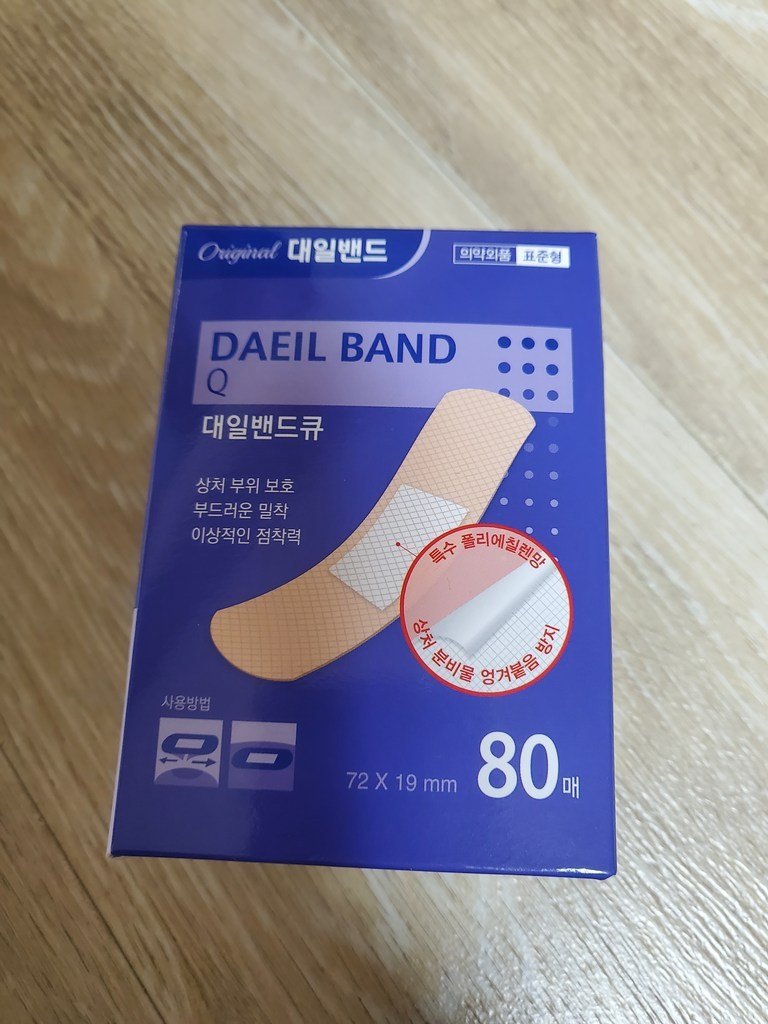 Original 대일밴드
의약외품 표준형
DAEIL BAND
Q
대일밴드큐
상처 부위 보호
부드러운 밀착
이상적인 점착력
특수 폴리에칠렌망
상처 분비물 엉겨붙음 방지
사용방법
72 X 19 mm
80매